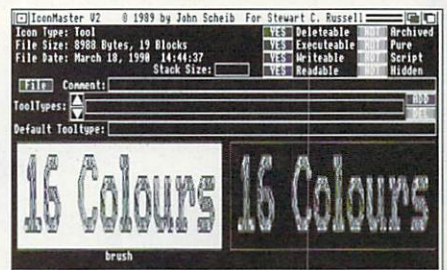 IconMaster V2 © 1989 by John Scheib For Stewart C. Russell
Icon Type: Tool
File Size: 8988 Bytes, 19 Blocks
File Date: March 18, 1990 14:44:37
Stack Size:
YES Deleteable NOT Archived
YES Executeable NOT Pure
YES Writeable NOT Script
YES Readable NOT Hidden
File Comment:
ToolTypes: ADD
DEL
Default Tooltype:
16 Colours 16 Colours
brush